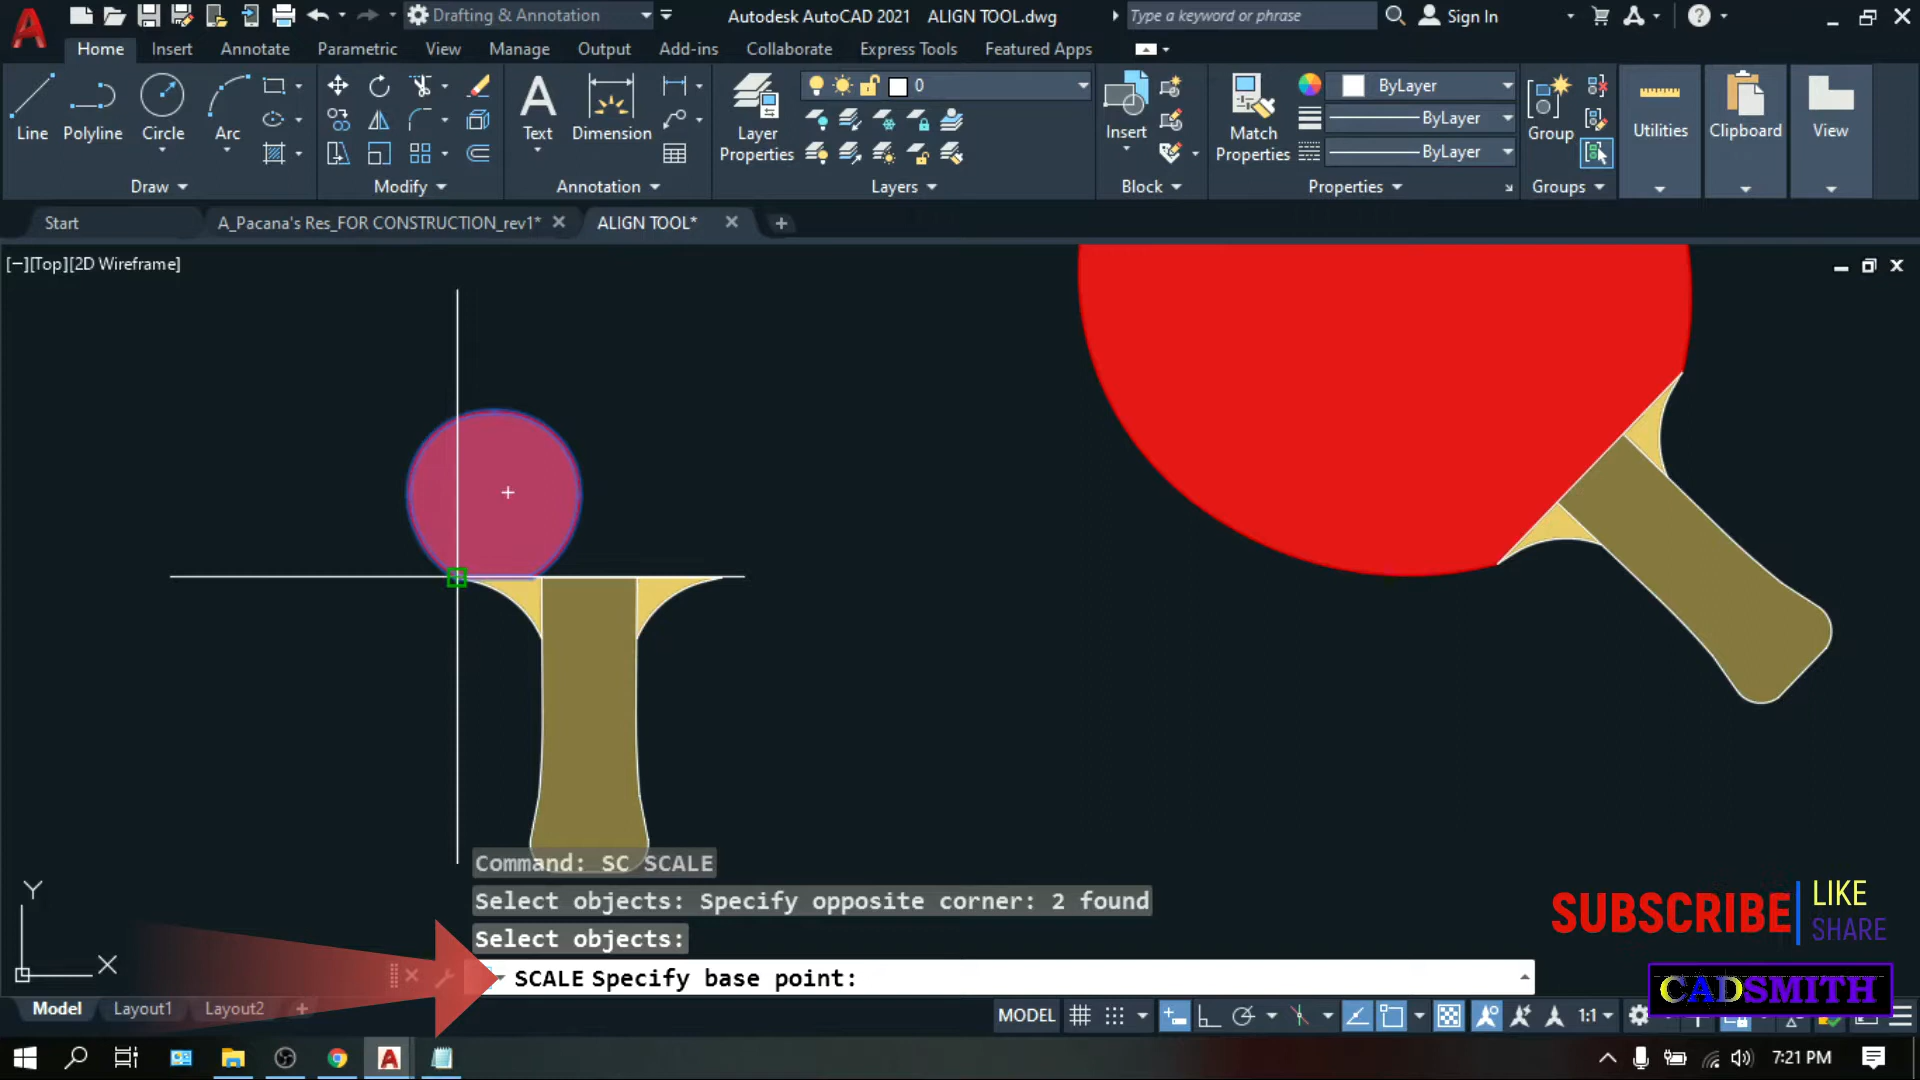 Drafting & Annotation
Autodesk AutoCAD 2021 ALIGN TOOL.dwg
Type a keyword or phrase
Sign In
Home Insert Annotate Parametric View Manage Output Add-ins Collaborate Express Tools Featured Apps
0
ByLayer
ByLayer
ByLayer
Line Polyline Circle Arc
Text Dimension
Layer Properties
Insert
Match Properties
Group
Utilities
Clipboard
View
Draw
Modify
Annotation
Layers
Block
Properties
Groups
Start
A_Pacana's Res_FOR CONSTRUCTION_rev1*
ALIGN TOOL*
[−][Top][2D Wireframe]
Command: SC SCALE
Select objects: Specify opposite corner: 2 found
Select objects:
SCALE Specify base point:
Y
X
SUBSCRIBE
LIKE
SHARE
CADSMITH
Model Layout1 Layout2
MODEL
1:1
7:21 PM